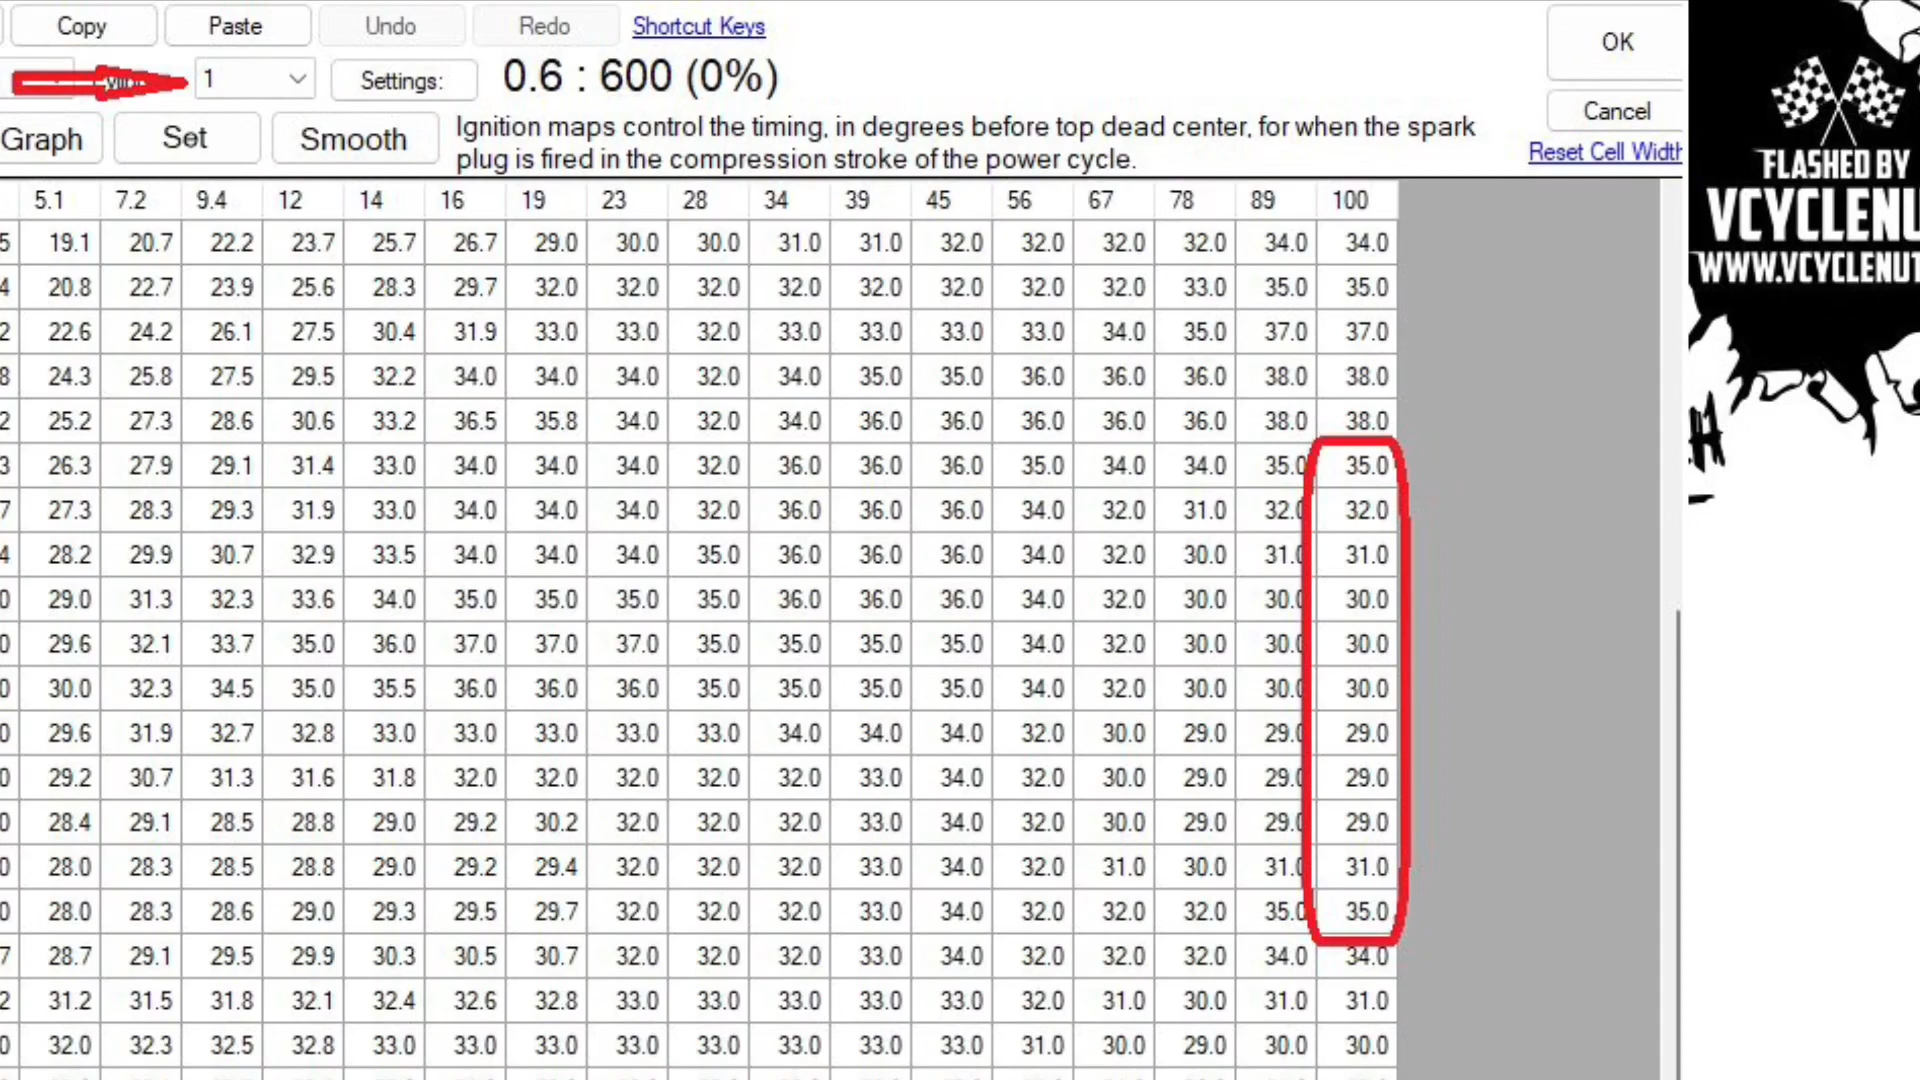 Copy Paste Undo Redo Shortcut Keys OK
1 Settings: 0.6 : 600 (0%)
Cancel
Graph Set Smooth Ignition maps control the timing, in degrees before top dead center, for when the spark
plug is fired in the compression stroke of the power cycle.
Reset Cell Width
5.1 7.2 9.4 12 14 16 19 23 28 34 39 45 56 67 78 89 100
5 19.1 20.7 22.2 23.7 25.7 26.7 29.0 30.0 30.0 31.0 31.0 32.0 32.0 32.0 32.0 34.0 34.0
4 20.8 22.7 23.9 25.6 28.3 29.7 32.0 32.0 32.0 32.0 32.0 32.0 32.0 32.0 33.0 35.0 35.0
2 22.6 24.2 26.1 27.5 30.4 31.9 33.0 33.0 32.0 33.0 33.0 33.0 33.0 34.0 35.0 37.0 37.0
8 24.3 25.8 27.5 29.5 32.2 34.0 34.0 34.0 32.0 34.0 35.0 35.0 36.0 36.0 36.0 38.0 38.0
2 25.2 27.3 28.6 30.6 33.2 36.5 35.8 34.0 32.0 34.0 36.0 36.0 36.0 36.0 36.0 38.0 38.0
3 26.3 27.9 29.1 31.4 33.0 34.0 34.0 34.0 32.0 36.0 36.0 36.0 35.0 34.0 34.0 35.0 35.0
7 27.3 28.3 29.3 31.9 33.0 34.0 34.0 34.0 32.0 36.0 36.0 36.0 34.0 32.0 31.0 32.0 32.0
4 28.2 29.9 30.7 32.9 33.5 34.0 34.0 34.0 35.0 36.0 36.0 36.0 34.0 32.0 30.0 31.0 31.0
0 29.0 31.3 32.3 33.6 34.0 35.0 35.0 35.0 35.0 36.0 36.0 36.0 34.0 32.0 30.0 30.0 30.0
0 29.6 32.1 33.7 35.0 36.0 37.0 37.0 37.0 35.0 35.0 35.0 35.0 34.0 32.0 30.0 30.0 30.0
0 30.0 32.3 34.5 35.0 35.5 36.0 36.0 36.0 35.0 35.0 35.0 35.0 34.0 32.0 30.0 30.0 30.0
0 29.6 31.9 32.7 32.8 33.0 33.0 33.0 33.0 33.0 34.0 34.0 34.0 32.0 30.0 29.0 29.0 29.0
0 29.2 30.7 31.3 31.6 31.8 32.0 32.0 32.0 32.0 32.0 33.0 34.0 32.0 30.0 29.0 29.0 29.0
0 28.4 29.1 28.5 28.8 29.0 29.2 30.2 32.0 32.0 32.0 33.0 34.0 32.0 30.0 29.0 29.0 29.0
0 28.0 28.3 28.5 28.8 29.0 29.2 29.4 32.0 32.0 32.0 33.0 34.0 32.0 31.0 30.0 31.0 31.0
0 28.0 28.3 28.6 29.0 29.3 29.5 29.7 32.0 32.0 32.0 33.0 34.0 32.0 32.0 32.0 35.0 35.0
7 28.7 29.1 29.5 29.9 30.3 30.5 30.7 32.0 32.0 32.0 33.0 34.0 32.0 32.0 32.0 34.0 34.0
2 31.2 31.5 31.8 32.1 32.4 32.6 32.8 33.0 33.0 33.0 33.0 33.0 32.0 31.0 30.0 31.0 31.0
0 32.0 32.3 32.5 32.8 33.0 33.0 33.0 33.0 33.0 33.0 33.0 33.0 31.0 30.0 29.0 30.0 30.0
FLASHED BY
VCYCLENU
WWW.VCYCLENUT